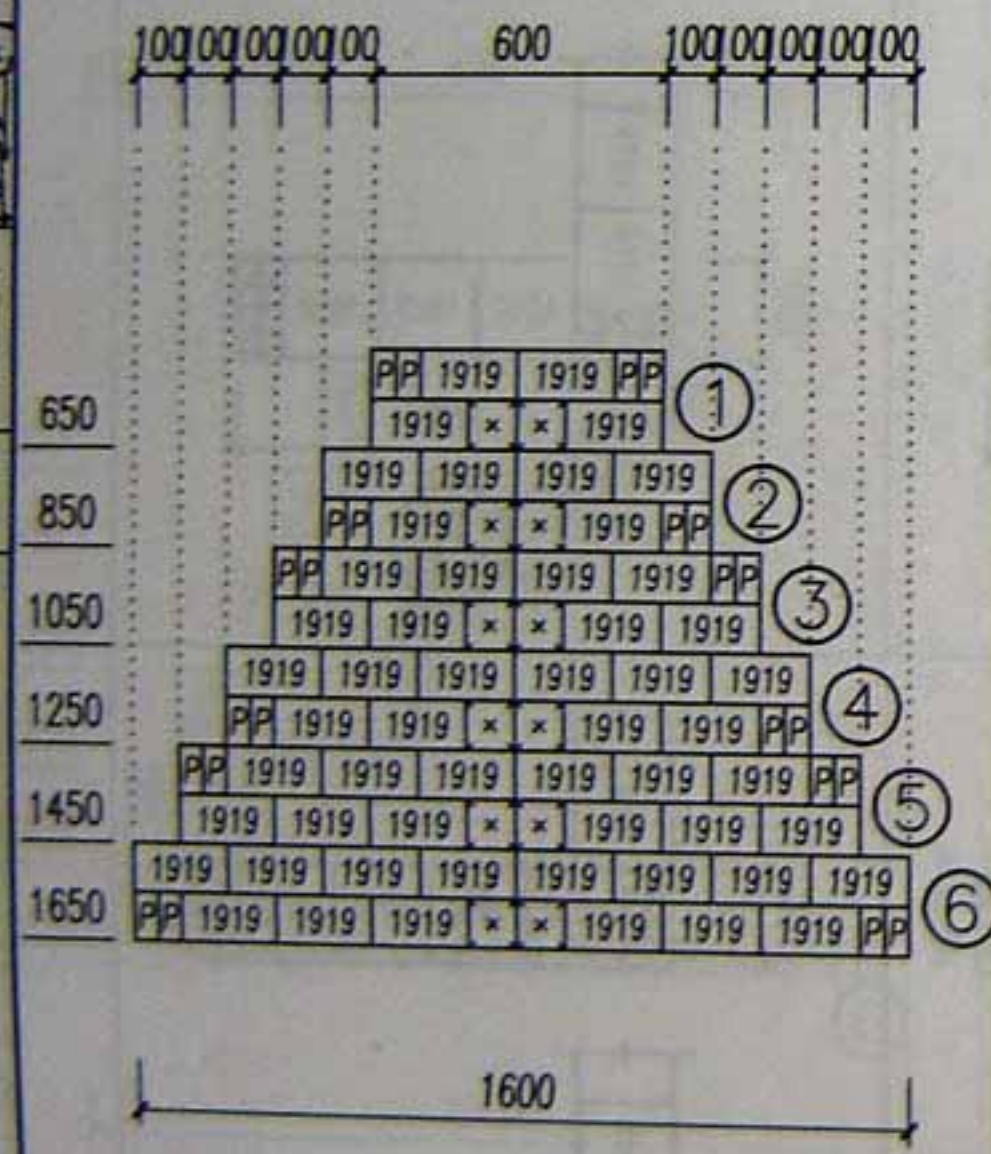 100 100 100 100 100 600 100 100 100 100 100
P P 1919 1919 P P
650 1919 × × 1919 1
1919 1919 1919 1919
850 P P 1919 × × 1919 P P 2
P P 1919 1919 1919 1919 P P
1050 1919 1919 × × 1919 1919 3
1919 1919 1919 1919 1919 1919
1250 P P 1919 1919 × × 1919 1919 P P 4
P P 1919 1919 1919 1919 1919 1919 P P
1450 1919 1919 1919 × × 1919 1919 1919 5
1919 1919 1919 1919 1919 1919 1919 1919
1650 P P 1919 1919 1919 × × 1919 1919 1919 P P 6
1600